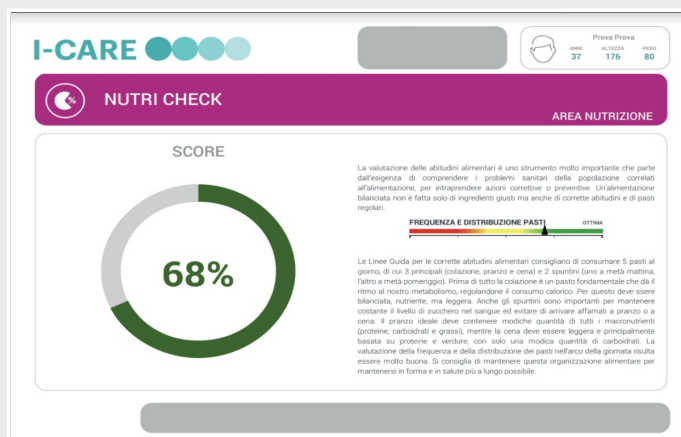 I-CARE
Prova Prova
ANNI ALTEZZA PESO
37 176 80
%
NUTRI CHECK
AREA NUTRIZIONE
SCORE
68%
La valutazione delle abitudini alimentari è uno strumento molto importante che parte
dall'esigenza di comprendere i problemi sanitari della popolazione correlati
all'alimentazione, per intraprendere azioni correttive o preventive. Un'alimentazione
bilanciata non è fatta solo di ingredienti giusti ma anche di corrette abitudini e di pasti
regolari.
FREQUENZA E DISTRIBUZIONE PASTI OTTIMA
Le Linee Guida per le corrette abitudini alimentari consigliano di consumare 5 pasti al
giorno, di cui 3 principali (colazione, pranzo e cena) e 2 spuntini (uno a metà mattina,
l'altro a metà pomeriggio). Prima di tutto la colazione è un pasto fondamentale che dà il
ritmo al nostro metabolismo, regolandone il consumo calorico. Per questo deve essere
bilanciata, nutriente, ma leggera. Anche gli spuntini sono importanti per mantenere
costante il livello di zucchero nel sangue ed evitare di arrivare affamati a pranzo o a
cena. Il pranzo ideale deve contenere modiche quantità di tutti i macronutrienti
(proteine, carboidrati e grassi), mentre la cena deve essere leggera e principalmente
basata su proteine e verdure, con solo una modica quantità di carboidrati. La
valutazione della frequenza e della distribuzione dei pasti nell'arco della giornata risulta
essere molto buona. Si consiglia di mantenere questa organizzazione alimentare per
mantenersi in forma e in salute più a lungo possibile.